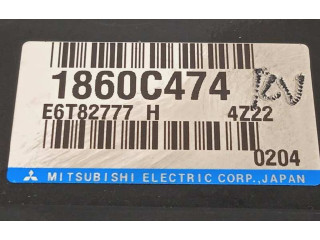 1860C474
E6T82777 H 4Z22
0204
MITSUBISHI ELECTRIC CORP.,JAPAN